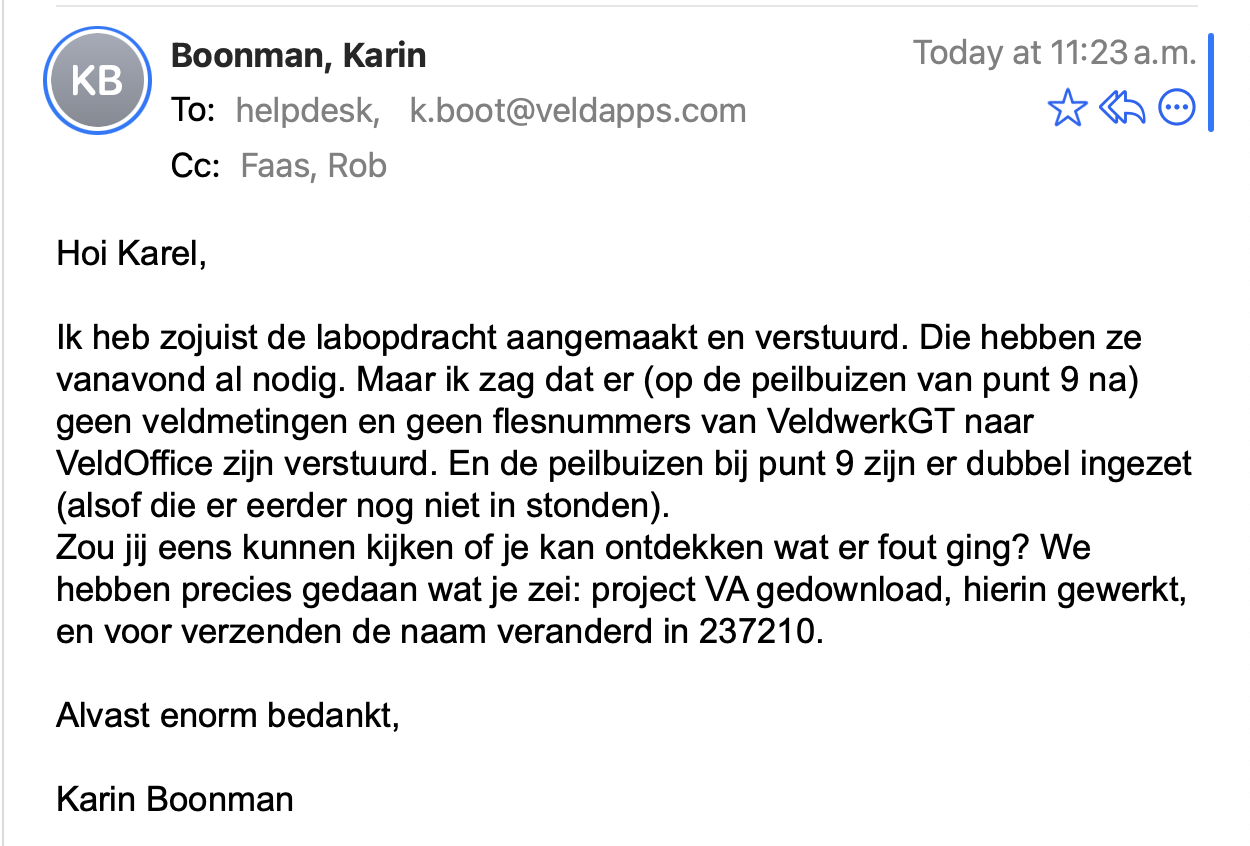 KB
Boonman, Karin
Today at 11:23 a.m.
To: helpdesk, k.boot@veldapps.com
Cc: Faas, Rob
Hoi Karel,
Ik heb zojuist de labopdracht aangemaakt en verstuurd. Die hebben ze
vanavond al nodig. Maar ik zag dat er (op de peilbuizen van punt 9 na)
geen veldmetingen en geen flesnummers van VeldwerkGT naar
VeldOffice zijn verstuurd. En de peilbuizen bij punt 9 zijn er dubbel ingezet
(alsof die er eerder nog niet in stonden).
Zou jij eens kunnen kijken of je kan ontdekken wat er fout ging? We
hebben precies gedaan wat je zei: project VA gedownload, hierin gewerkt,
en voor verzenden de naam veranderd in 237210.
Alvast enorm bedankt,
Karin Boonman